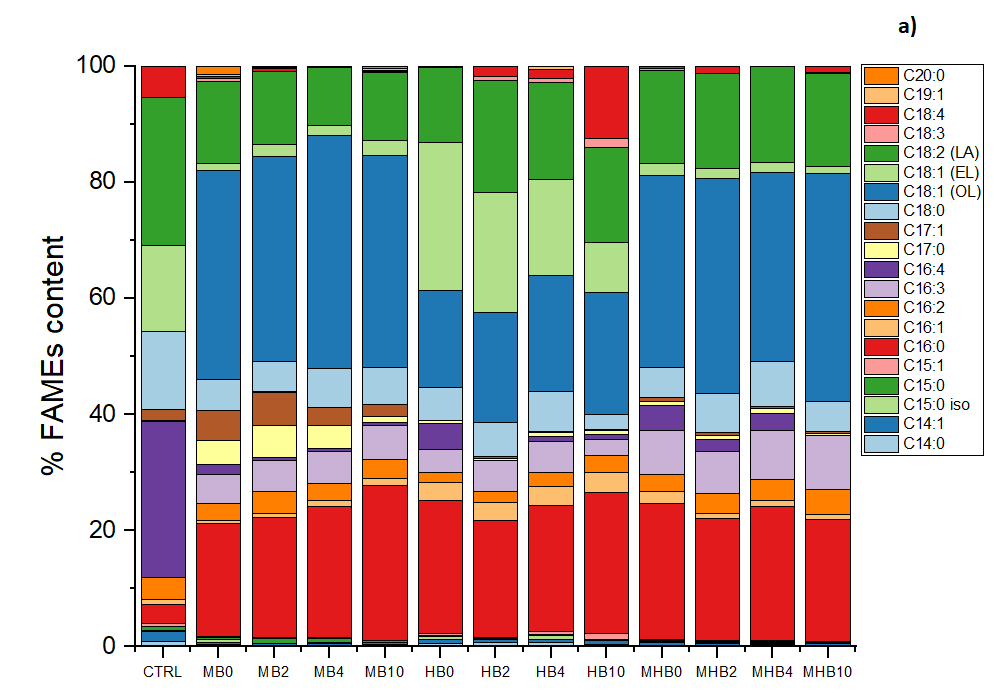 a)
% FAMEs content
100
80
60
40
20
0
CTRL MB0 MB2 MB4 MB10 HB0 HB2 HB4 HB10 MHB0 MHB2 MHB4 MHB10
C20:0
C19:1
C18:4
C18:3
C18:2 (LA)
C18:1 (EL)
C18:1 (OL)
C18:0
C17:1
C17:0
C16:4
C16:3
C16:2
C16:1
C16:0
C15:1
C15:0
C15:0 iso
C14:1
C14:0